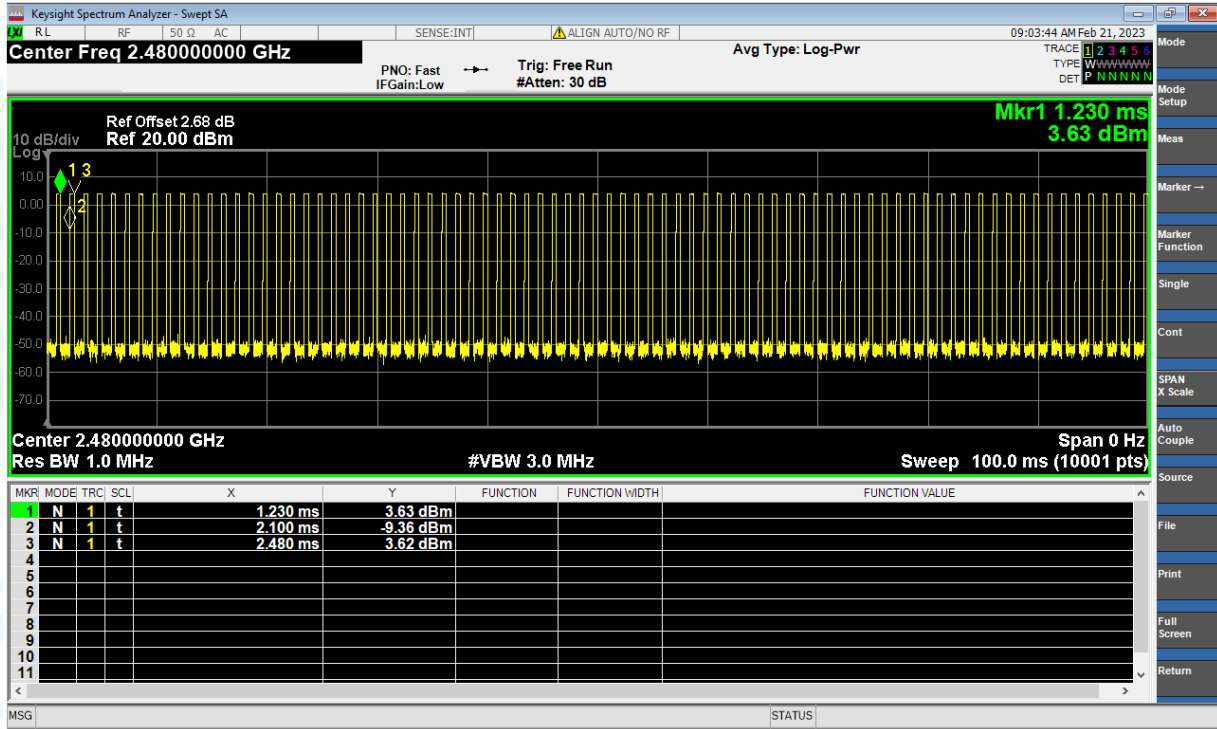 Keysight Spectrum Analyzer - Swept SA
LXI RL RF 50 Ω AC SENSE:INT ALIGN AUTO/NO RF 09:03:44 AM Feb 21, 2023
Center Freq 2.480000000 GHz
Avg Type: Log-Pwr
TRACE 1 2 3 4 5 6
PNO: Fast Trig: Free Run
TYPE WWWWWW
IFGain:Low #Atten: 30 dB
DET P N N N N N
Mkr1 1.230 ms
3.63 dBm
Ref Offset 2.68 dB
10 dB/div Ref 20.00 dBm
Log
10.0
0.00
-10.0
-20.0
-30.0
-40.0
-50.0
-60.0
-70.0
1 3
2
Center 2.480000000 GHz Span 0 Hz
Res BW 1.0 MHz #VBW 3.0 MHz Sweep 100.0 ms (10001 pts)
MKR MODE TRC SCL X Y FUNCTION FUNCTION WIDTH FUNCTION VALUE
1 N 1 t 1.230 ms 3.63 dBm
2 N 1 t 2.100 ms -9.36 dBm
3 N 1 t 2.480 ms 3.62 dBm
4
5
6
7
8
9
10
11
MSG STATUS
Mode
Mode
Setup
Meas
Marker→
Marker
Function
Single
Cont
SPAN
X Scale
Auto
Couple
Source
File
Print
Full
Screen
Return